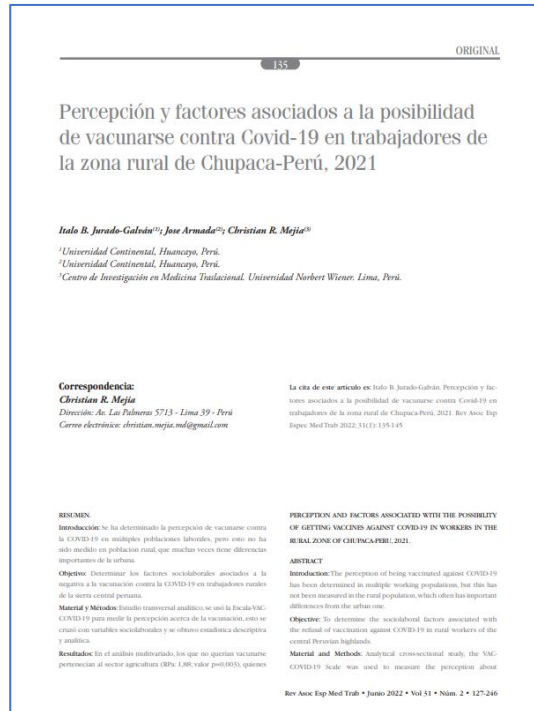 ORIGINAL
135
Percepción y factores asociados a la posibilidad
de vacunarse contra Covid-19 en trabajadores de
la zona rural de Chupaca-Perú, 2021
Italo B. Jurado-Galván(1); Jose Armada(2); Christian R. Mejia(3)
1Universidad Continental, Huancayo, Perú.
2Universidad Continental, Huancayo, Perú.
3Centro de Investigación en Medicina Traslacional. Universidad Norbert Wiener. Lima, Perú.
Correspondencia:
Christian R. Mejia
Dirección: Av. Las Palmeras 5713 - Lima 39 - Perú
Correo electrónico: christian.mejia.md@gmail.com
La cita de este artículo es: Italo B. Jurado-Galván. Percepción y fac-
tores asociados a la posibilidad de vacunarse contra Covid-19 en
trabajadores de la zona rural de Chupaca-Perú, 2021. Rev Asoc Esp
Espec Med Trab 2022; 31(1): 135-145
RESUMEN.
Introducción: Se ha determinado la percepción de vacunarse contra
la COVID-19 en múltiples poblaciones laborales, pero esto no ha
sido medido en población rural, que muchas veces tiene diferencias
importantes de la urbana.
Objetivo: Determinar los factores sociolaborales asociados a la
negativa a la vacunación contra la COVID-19 en trabajadores rurales
de la sierra central peruana.
Material y Métodos: Estudio transversal analítico, se usó la Escala-VAC-
COVID-19 para medir la percepción acerca de la vacunación, esto se
cruzó con variables sociolaborales y se obtuvo estadística descriptiva
y analítica.
Resultados: En el análisis multivariado, los que no querían vacunarse
pertenecían al sector agricultura (RPa: 1,88; valor p=0,003), quienes
PERCEPTION AND FACTORS ASSOCIATED WITH THE POSSIBILITY
OF GETTING VACCINES AGAINST COVID-19 IN WORKERS IN THE
RURAL ZONE OF CHUPACA-PERU, 2021.
ABSTRACT
Introduction: The perception of being vaccinated against COVID-19
has been determined in multiple working populations, but this has
not been measured in the rural population, which often has important
differences from the urban one.
Objective: To determine the sociolaboral factors associated with
the refusal of vaccination against COVID-19 in rural workers of the
central Peruvian highlands.
Material and Methods: Analytical cross-sectional study, the VAC-
COVID-19 Scale was used to measure the perception about
Rev Asoc Esp Med Trab • Junio 2022 • Vol 31 • Núm. 2 • 127-246